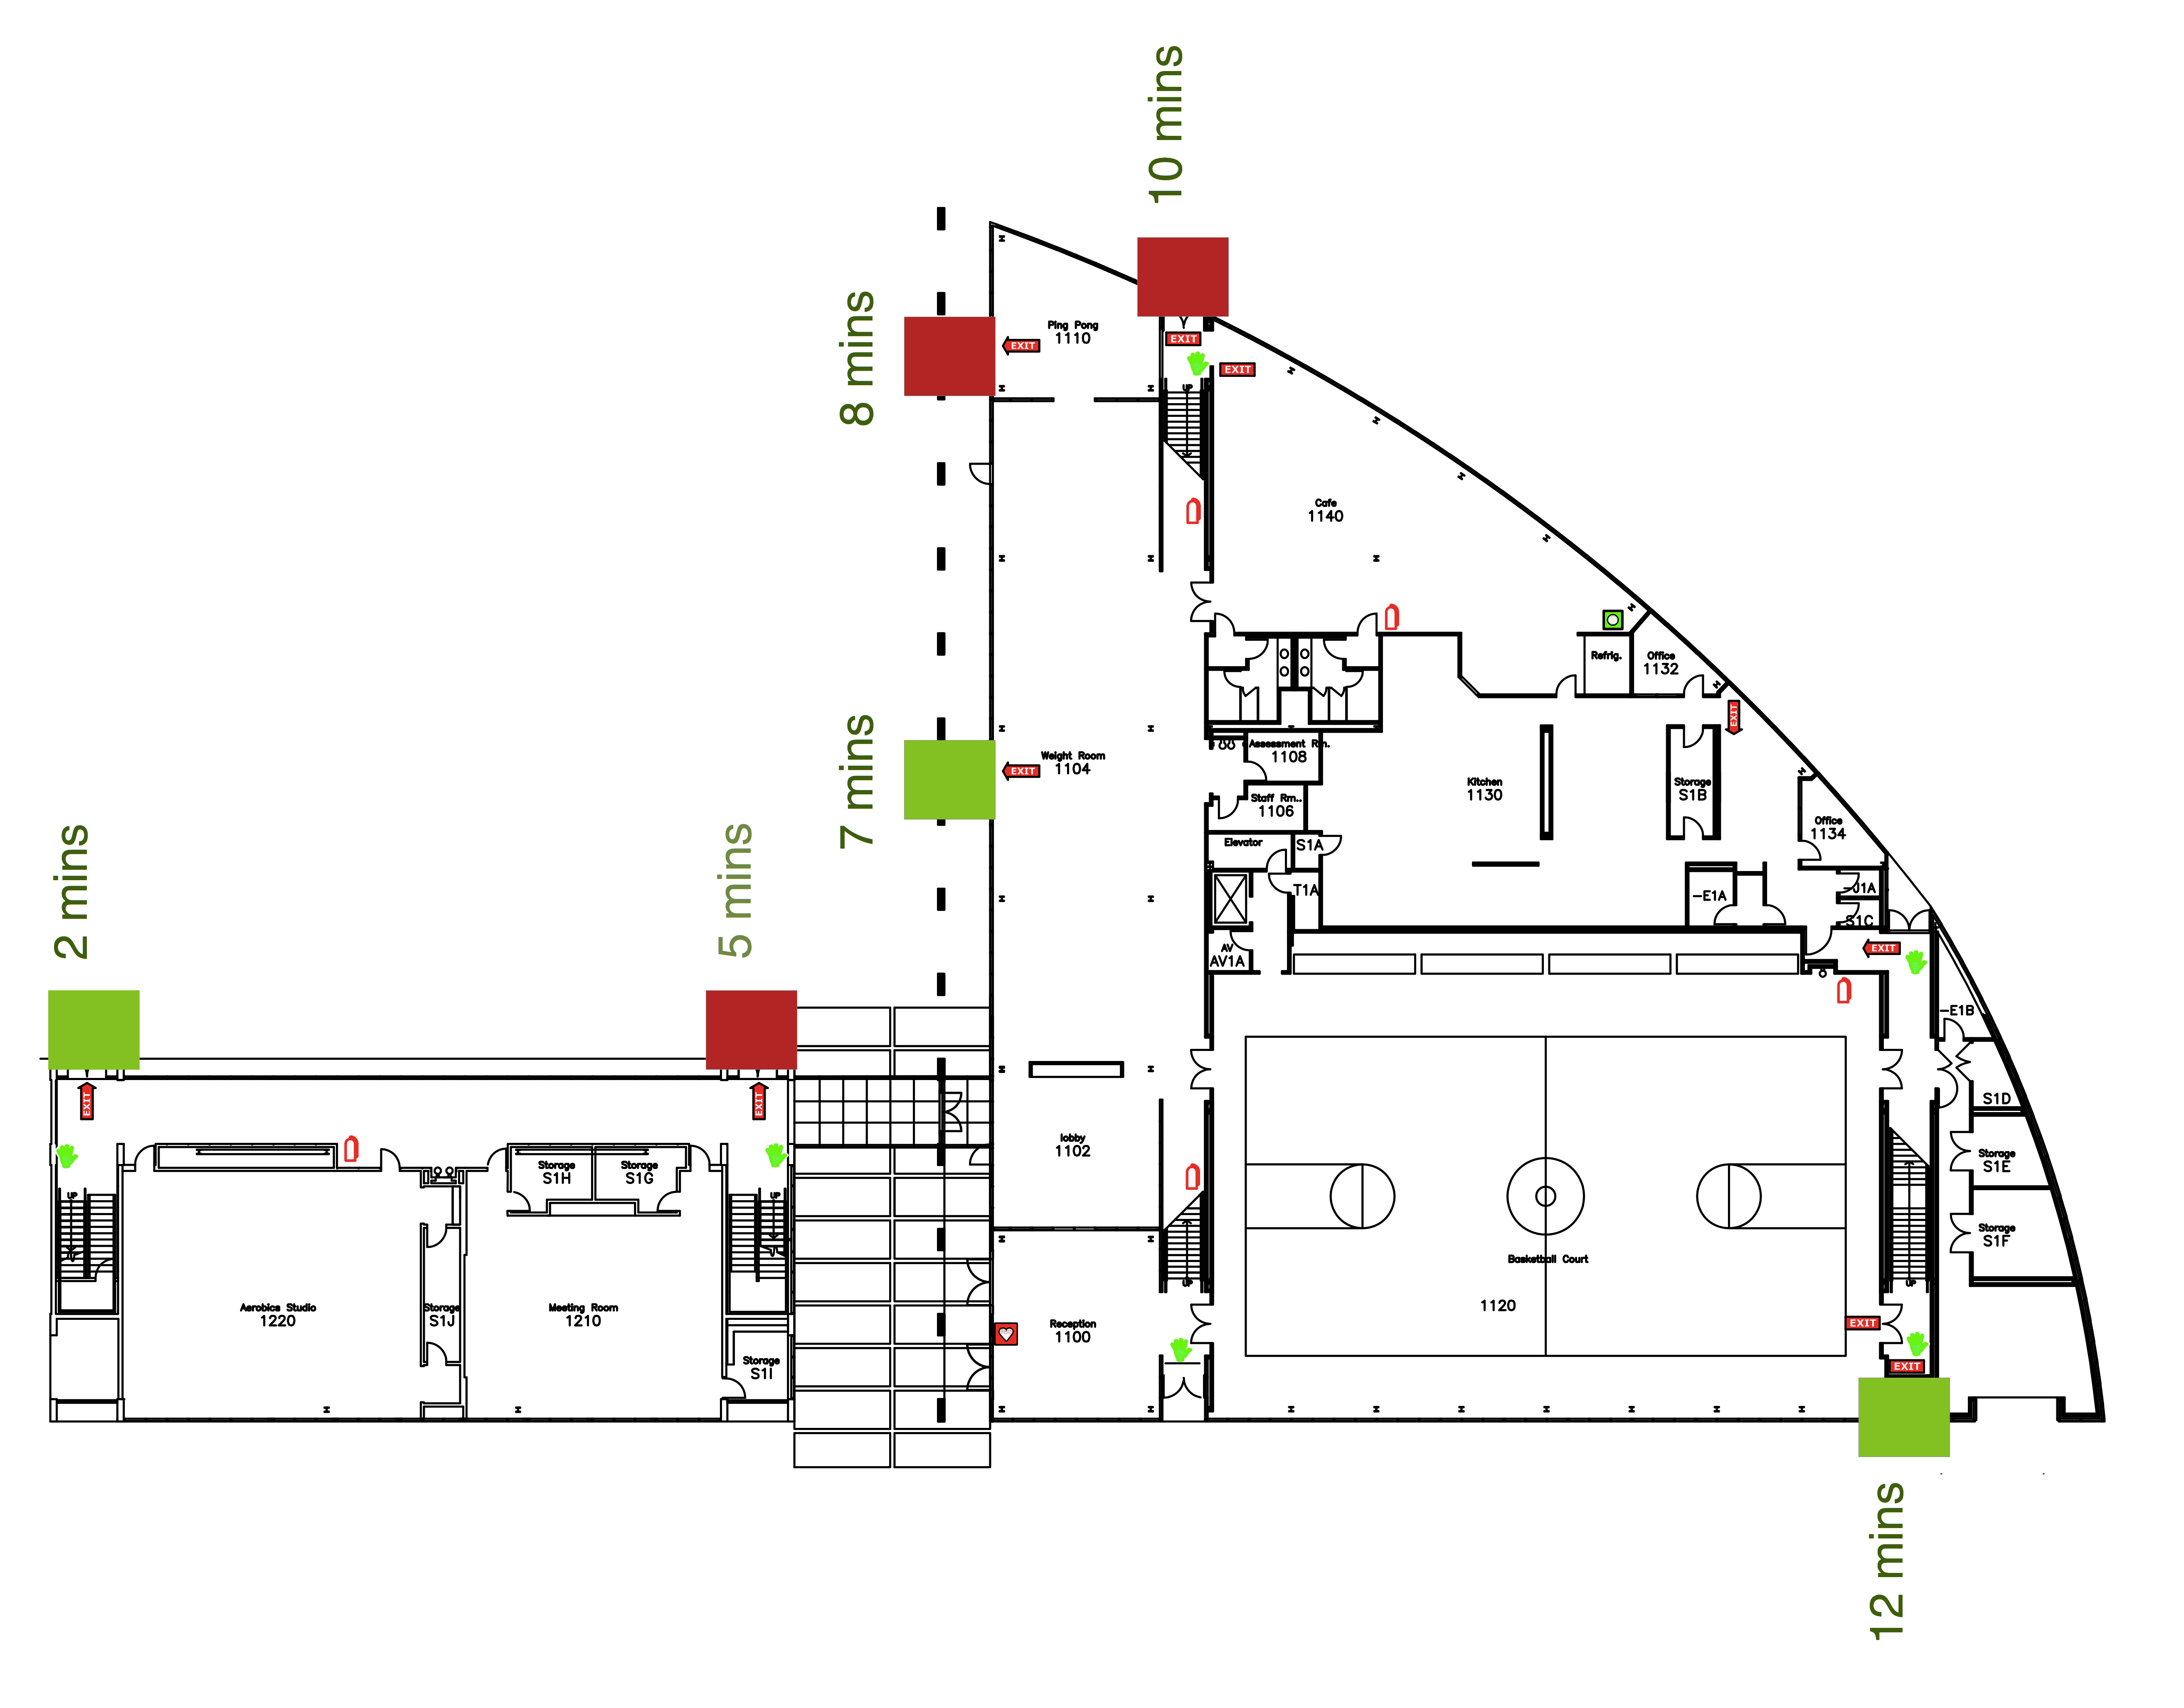 10 mins
8 mins
Ping Pong
1110
EXIT
EXIT
EXIT
UP
Cafe
1140
Refrig.
Office
1132
EXIT
7 mins
Weight Room
1104
EXIT
Assessment Rm.
1108
Staff Rm..
1106
Elevator
S1A
T1A
AV
AV1A
Kitchen
1130
Storage
S1B
Office
1134
-E1A
-J1A
S1C
EXIT
-E1B
S1D
Storage
S1E
Storage
S1F
2 mins
5 mins
EXIT
EXIT
UP
UP
Storage
S1H
Storage
S1G
Aerobics Studio
1220
Storage
S1J
Meeting Room
1210
Storage
S1I
lobby
1102
UP
Reception
1100
Basketball Court
1120
UP
EXIT
EXIT
12 mins